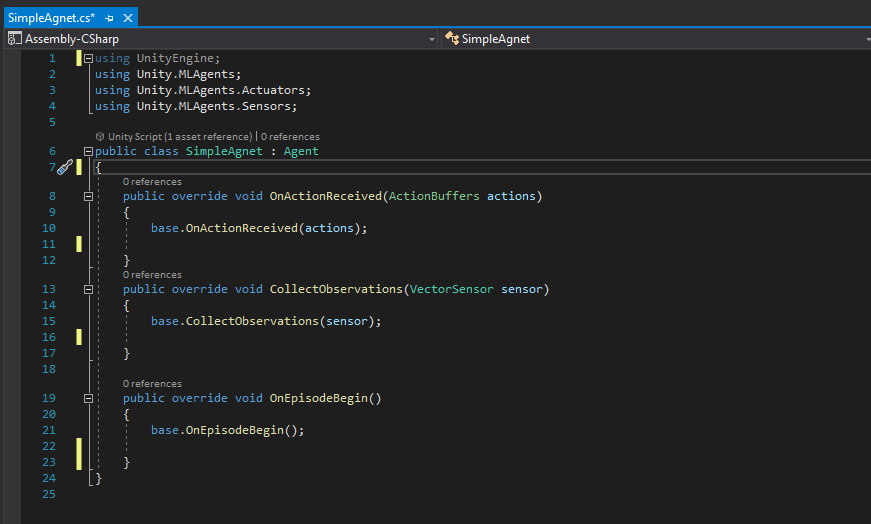 SimpleAgnet.cs*
Assembly-CSharp SimpleAgnet
1 using UnityEngine;
2 using Unity.MLAgents;
3 using Unity.MLAgents.Actuators;
4 using Unity.MLAgents.Sensors;
5
Unity Script (1 asset reference) | 0 references
6 public class SimpleAgnet : Agent
7 {
0 references
8 public override void OnActionReceived(ActionBuffers actions)
9 {
10 base.OnActionReceived(actions);
11
12 }
0 references
13 public override void CollectObservations(VectorSensor sensor)
14 {
15 base.CollectObservations(sensor);
16
17 }
18
0 references
19 public override void OnEpisodeBegin()
20 {
21 base.OnEpisodeBegin();
22
23 }
24 }
25